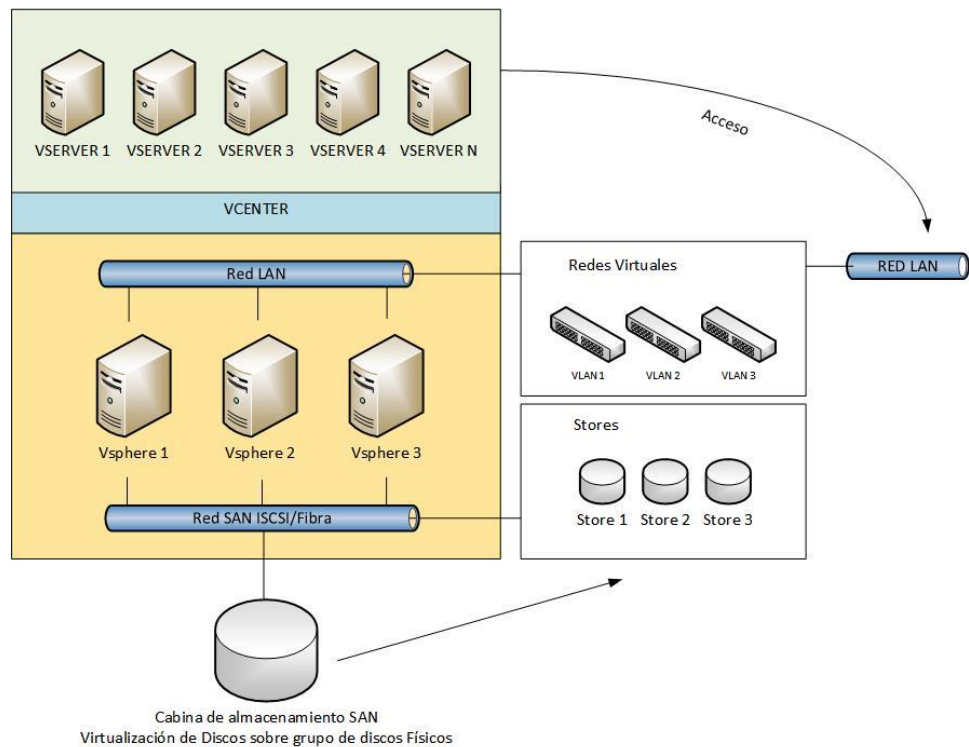 VSERVER 1
VSERVER 2
VSERVER 3
VSERVER 4
VSERVER N
Acceso
VCENTER
Red LAN
Redes Virtuales
RED LAN
VLAN 1
VLAN 2
VLAN 3
Vsphere 1
Vsphere 2
Vsphere 3
Stores
Store 1
Store 2
Store 3
Red SAN ISCSI/Fibra
Cabina de almacenamiento SAN
Virtualización de Discos sobre grupo de discos Físicos